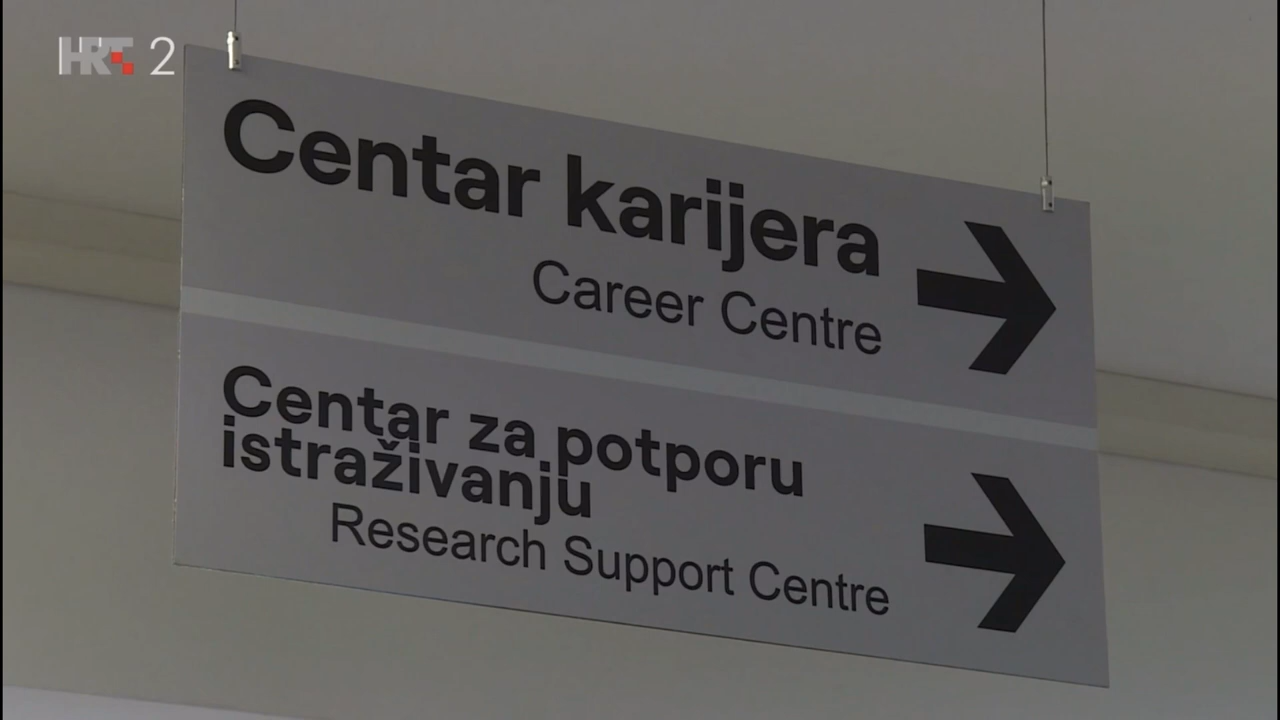 HRT 2
Centar karijera
Career Centre
Centar za potporu
istraživanju
Research Support Centre